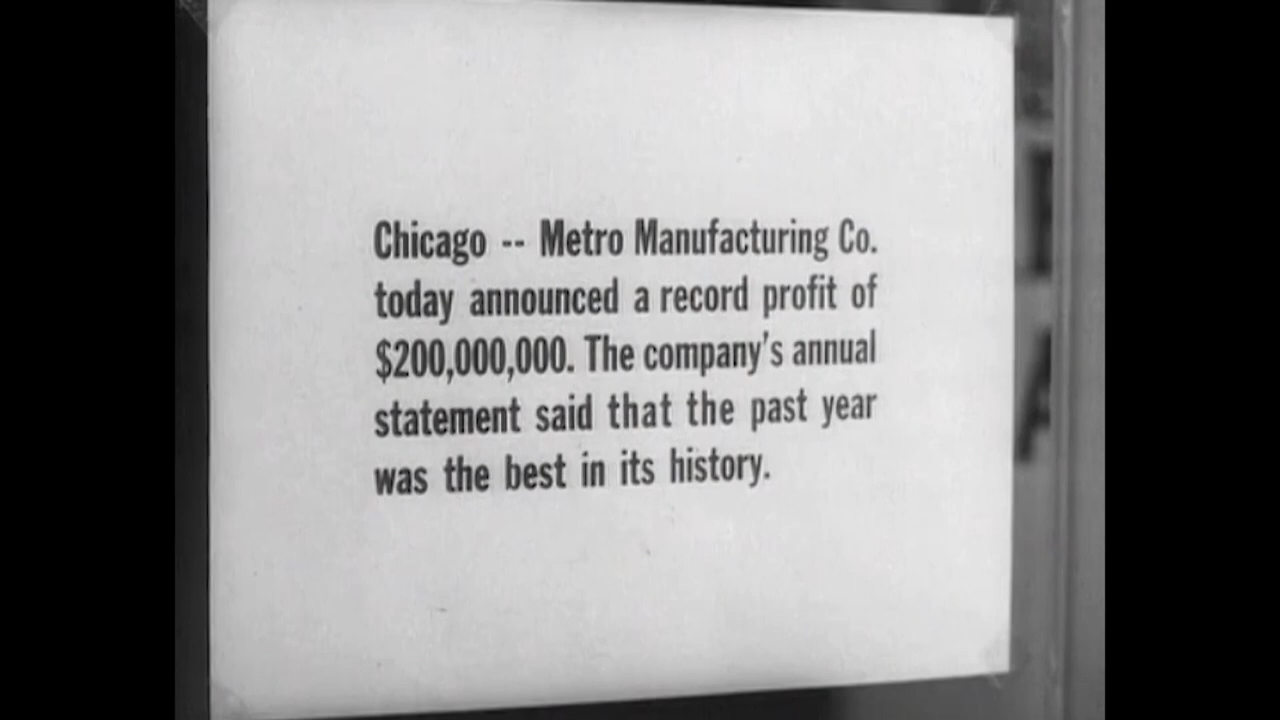 Chicago -- Metro Manufacturing Co.
today announced a record profit of
$200,000,000. The company's annual
statement said that the past year
was the best in its history.